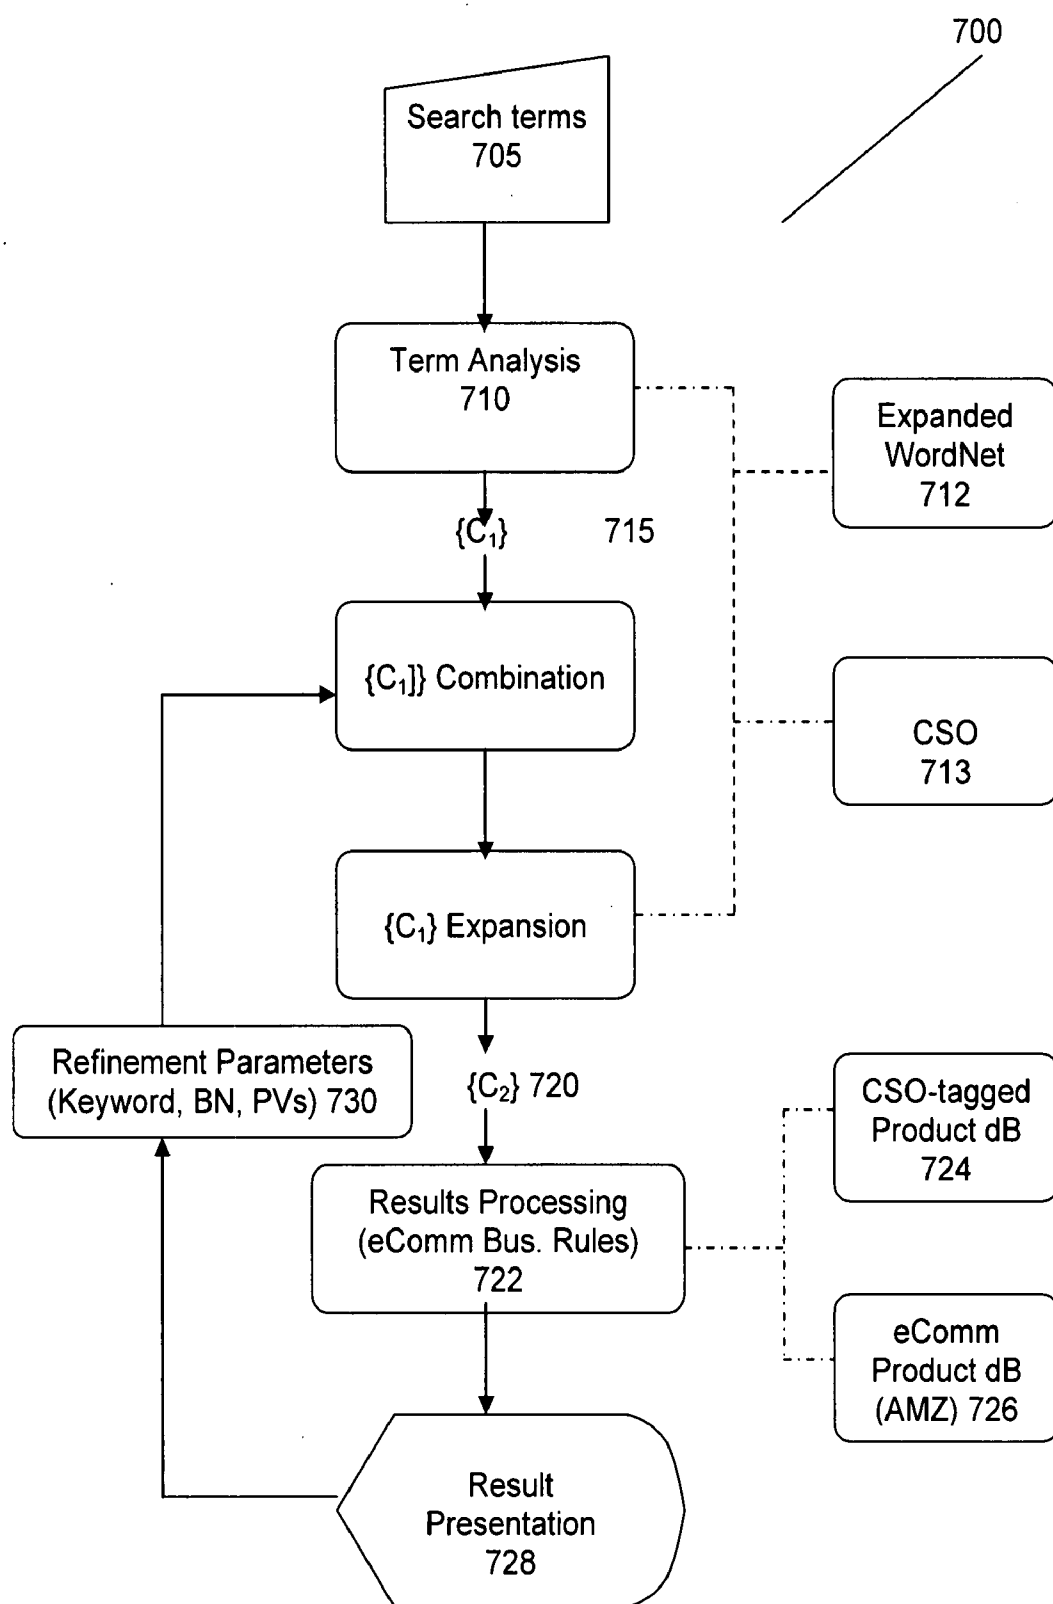 700
Search terms
705
Term Analysis
710
Expanded
WordNet
712
{C₁}
715
{C₁]} Combination
CSO
713
{C₁} Expansion
Refinement Parameters
(Keyword, BN, PVs) 730
{C₂} 720
CSO-tagged
Product dB
724
Results Processing
(eComm Bus. Rules)
722
eComm
Product dB
(AMZ) 726
Result
Presentation
728